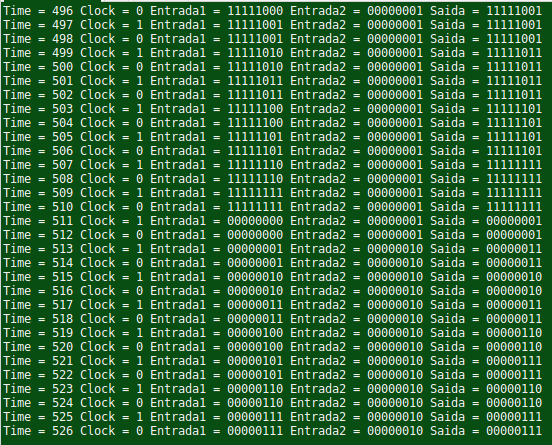 Time = 496 Clock = 0 Entrada1 = 11111000 Entrada2 = 00000001 Saida = 11111001
Time = 497 Clock = 1 Entrada1 = 11111001 Entrada2 = 00000001 Saida = 11111001
Time = 498 Clock = 0 Entrada1 = 11111001 Entrada2 = 00000001 Saida = 11111001
Time = 499 Clock = 1 Entrada1 = 11111010 Entrada2 = 00000001 Saida = 11111011
Time = 500 Clock = 0 Entrada1 = 11111010 Entrada2 = 00000001 Saida = 11111011
Time = 501 Clock = 1 Entrada1 = 11111011 Entrada2 = 00000001 Saida = 11111011
Time = 502 Clock = 0 Entrada1 = 11111011 Entrada2 = 00000001 Saida = 11111011
Time = 503 Clock = 1 Entrada1 = 11111100 Entrada2 = 00000001 Saida = 11111101
Time = 504 Clock = 0 Entrada1 = 11111100 Entrada2 = 00000001 Saida = 11111101
Time = 505 Clock = 1 Entrada1 = 11111101 Entrada2 = 00000001 Saida = 11111101
Time = 506 Clock = 0 Entrada1 = 11111101 Entrada2 = 00000001 Saida = 11111101
Time = 507 Clock = 1 Entrada1 = 11111110 Entrada2 = 00000001 Saida = 11111111
Time = 508 Clock = 0 Entrada1 = 11111110 Entrada2 = 00000001 Saida = 11111111
Time = 509 Clock = 1 Entrada1 = 11111111 Entrada2 = 00000001 Saida = 11111111
Time = 510 Clock = 0 Entrada1 = 11111111 Entrada2 = 00000001 Saida = 11111111
Time = 511 Clock = 1 Entrada1 = 00000000 Entrada2 = 00000001 Saida = 00000001
Time = 512 Clock = 0 Entrada1 = 00000000 Entrada2 = 00000001 Saida = 00000001
Time = 513 Clock = 1 Entrada1 = 00000001 Entrada2 = 00000010 Saida = 00000011
Time = 514 Clock = 0 Entrada1 = 00000001 Entrada2 = 00000010 Saida = 00000011
Time = 515 Clock = 1 Entrada1 = 00000010 Entrada2 = 00000010 Saida = 00000010
Time = 516 Clock = 0 Entrada1 = 00000010 Entrada2 = 00000010 Saida = 00000010
Time = 517 Clock = 1 Entrada1 = 00000011 Entrada2 = 00000010 Saida = 00000011
Time = 518 Clock = 0 Entrada1 = 00000011 Entrada2 = 00000010 Saida = 00000011
Time = 519 Clock = 1 Entrada1 = 00000100 Entrada2 = 00000010 Saida = 00000110
Time = 520 Clock = 0 Entrada1 = 00000100 Entrada2 = 00000010 Saida = 00000110
Time = 521 Clock = 1 Entrada1 = 00000101 Entrada2 = 00000010 Saida = 00000111
Time = 522 Clock = 0 Entrada1 = 00000101 Entrada2 = 00000010 Saida = 00000111
Time = 523 Clock = 1 Entrada1 = 00000110 Entrada2 = 00000010 Saida = 00000110
Time = 524 Clock = 0 Entrada1 = 00000110 Entrada2 = 00000010 Saida = 00000110
Time = 525 Clock = 1 Entrada1 = 00000111 Entrada2 = 00000010 Saida = 00000111
Time = 526 Clock = 0 Entrada1 = 00000111 Entrada2 = 00000010 Saida = 00000111